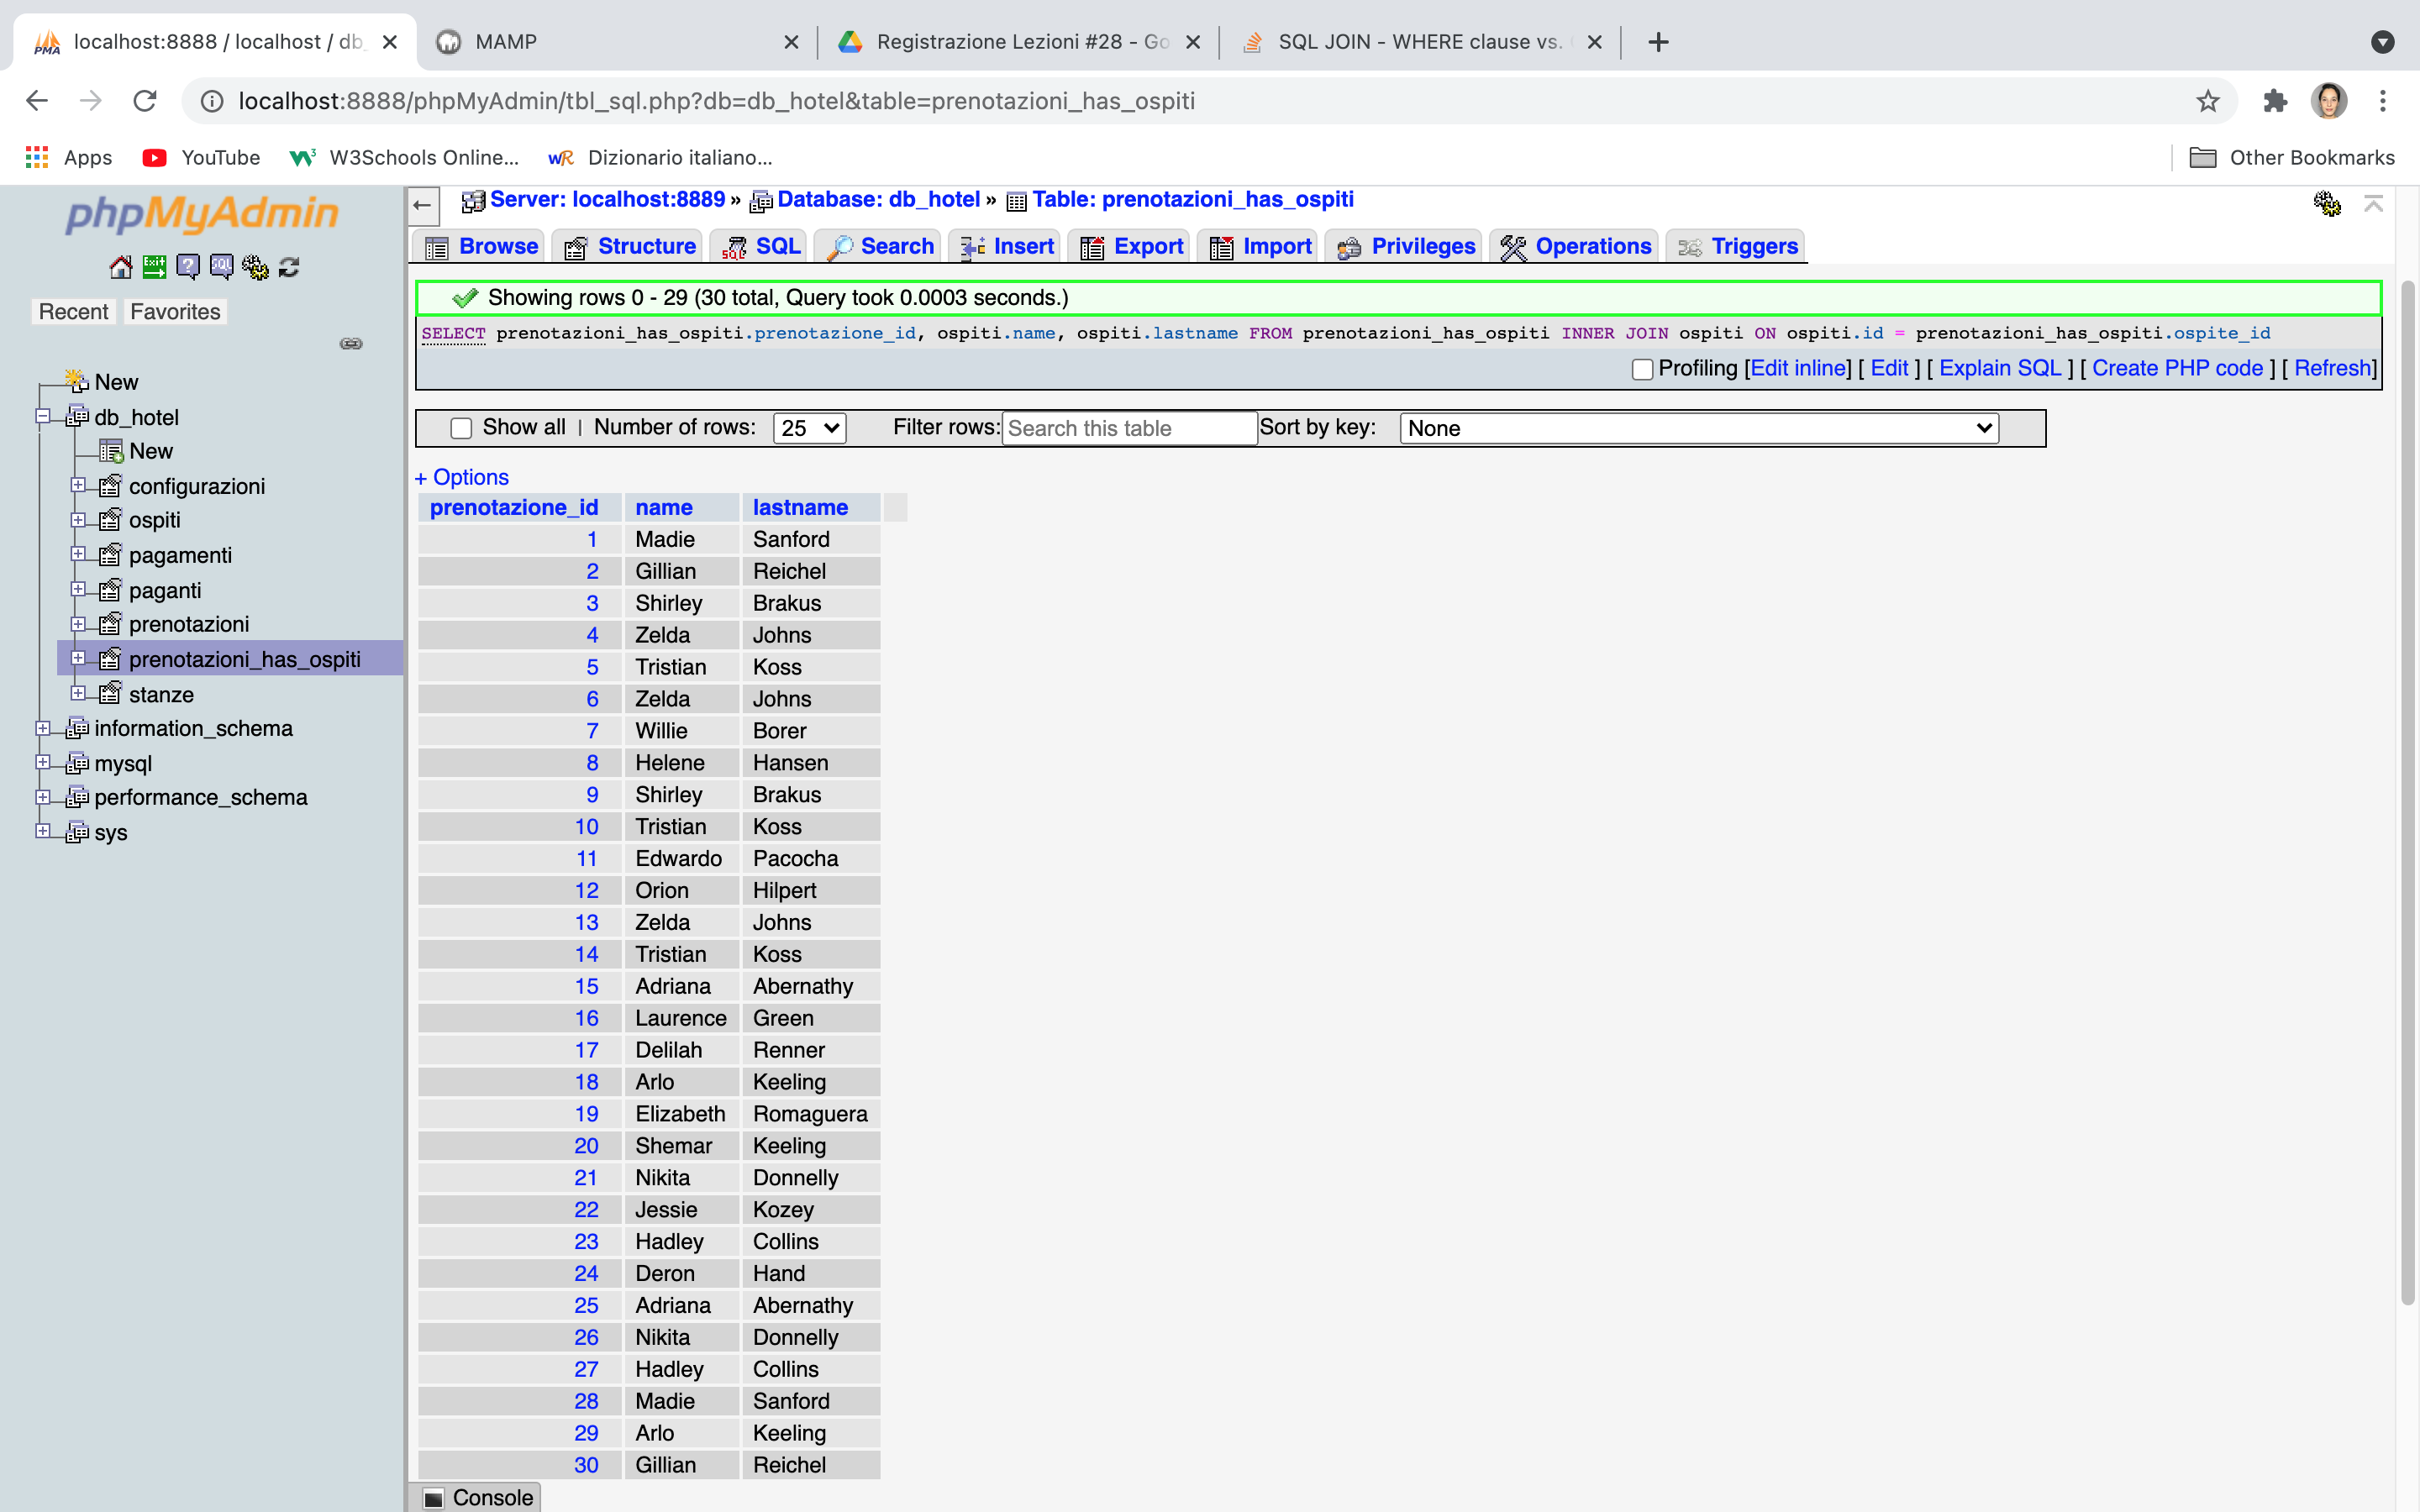 localhost:8888 / localhost / db_
MAMP
Registrazione Lezioni #28 - Go
SQL JOIN - WHERE clause vs.
localhost:8888/phpMyAdmin/tbl_sql.php?db=db_hotel&table=prenotazioni_has_ospiti
Apps
YouTube
W3Schools Online...
Dizionario italiano...
Other Bookmarks
phpMyAdmin
Recent
Favorites
New
db_hotel
New
configurazioni
ospiti
pagamenti
paganti
prenotazioni
prenotazioni_has_ospiti
stanze
information_schema
mysql
performance_schema
sys
Server: localhost:8889 » Database: db_hotel » Table: prenotazioni_has_ospiti
Browse Structure SQL Search Insert Export Import Privileges Operations Triggers
Showing rows 0 - 29 (30 total, Query took 0.0003 seconds.)
SELECT prenotazioni_has_ospiti.prenotazione_id, ospiti.name, ospiti.lastname FROM prenotazioni_has_ospiti INNER JOIN ospiti ON ospiti.id = prenotazioni_has_ospiti.ospite_id
Profiling [Edit inline] [ Edit ] [ Explain SQL ] [ Create PHP code ] [ Refresh]
Show all | Number of rows: 25 Filter rows: Search this table Sort by key: None
+ Options
prenotazione_id name lastname
1 Madie Sanford
2 Gillian Reichel
3 Shirley Brakus
4 Zelda Johns
5 Tristian Koss
6 Zelda Johns
7 Willie Borer
8 Helene Hansen
9 Shirley Brakus
10 Tristian Koss
11 Edwardo Pacocha
12 Orion Hilpert
13 Zelda Johns
14 Tristian Koss
15 Adriana Abernathy
16 Laurence Green
17 Delilah Renner
18 Arlo Keeling
19 Elizabeth Romaguera
20 Shemar Keeling
21 Nikita Donnelly
22 Jessie Kozey
23 Hadley Collins
24 Deron Hand
25 Adriana Abernathy
26 Nikita Donnelly
27 Hadley Collins
28 Madie Sanford
29 Arlo Keeling
30 Gillian Reichel
Console